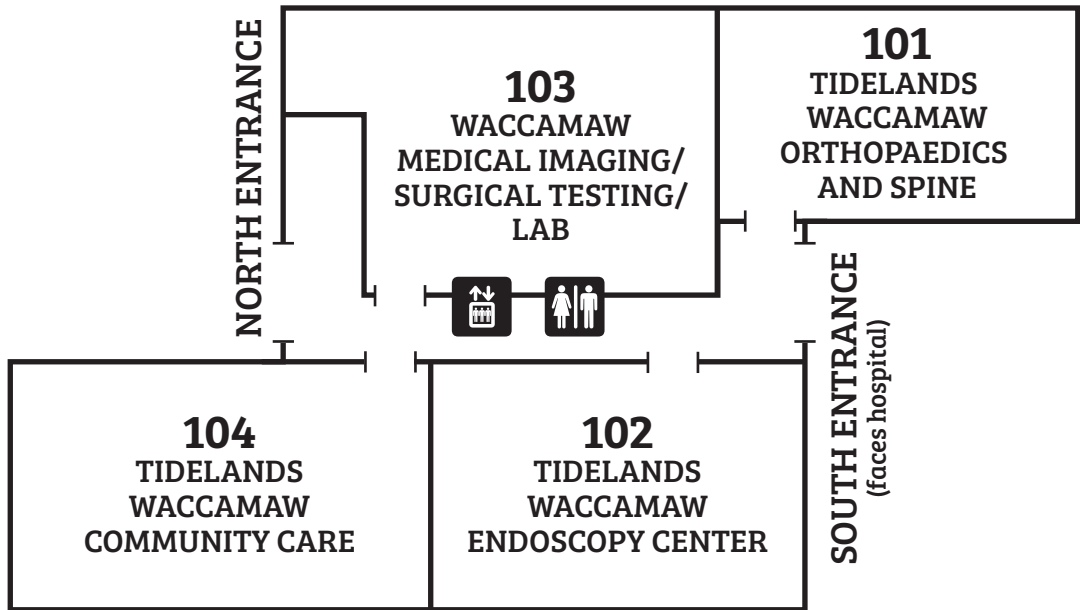 NORTH ENTRANCE
103
WACCAMAW
MEDICAL IMAGING/
SURGICAL TESTING/
LAB
101
TIDELANDS
WACCAMAW
ORTHOPAEDICS
AND SPINE
SOUTH ENTRANCE
(faces hospital)
104
TIDELANDS
WACCAMAW
COMMUNITY CARE
102
TIDELANDS
WACCAMAW
ENDOSCOPY CENTER